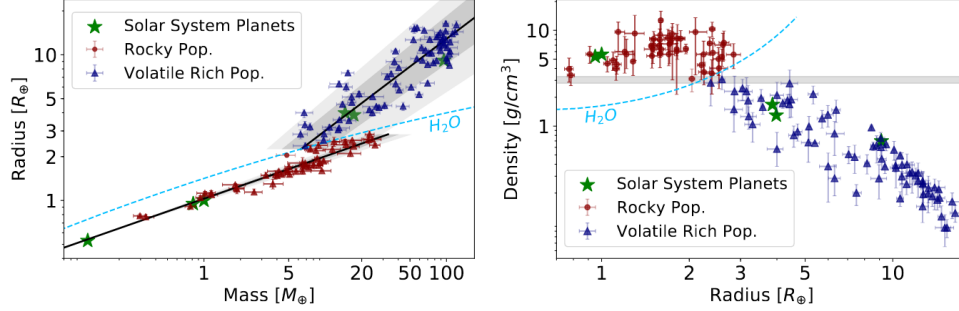 Solar System Planets
Rocky Pop.
Volatile Rich Pop.
H₂O
Radius [R⊕]
10
5
3
2
1
1
5
10
20
50
100
Mass [M⊕]
10
5
1
Density [g/cm³]
H₂O
Solar System Planets
Rocky Pop.
Volatile Rich Pop.
1
2
3
5
10
Radius [R⊕]